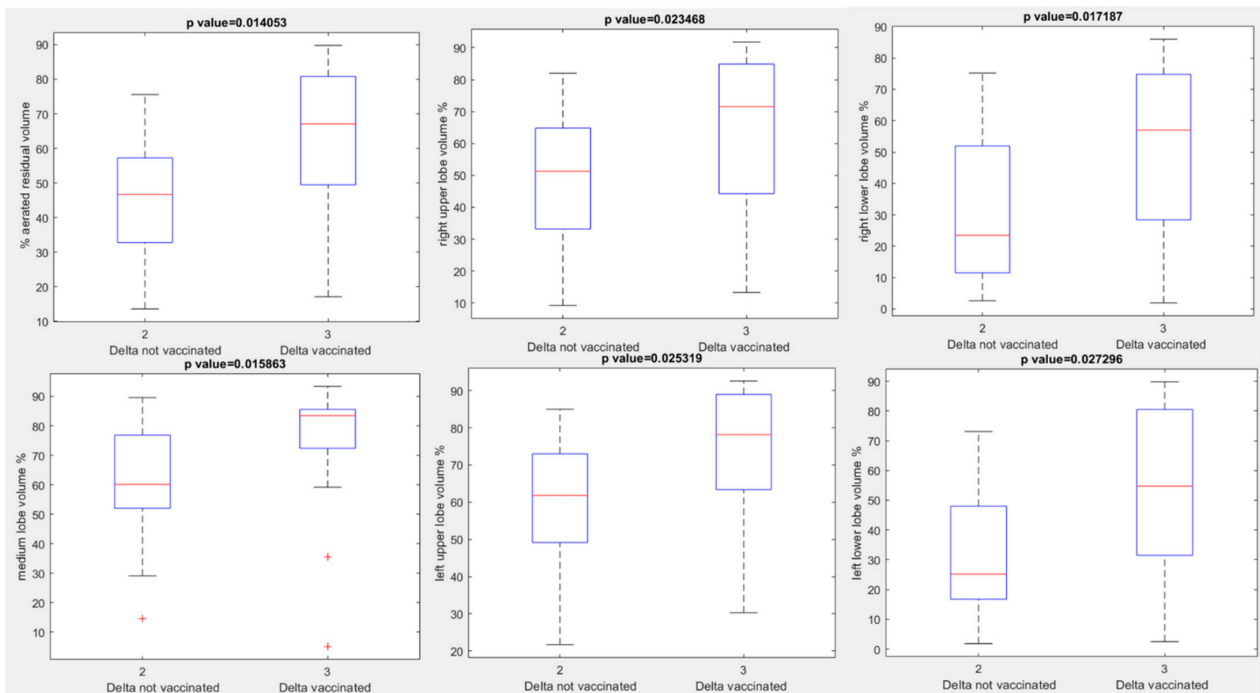 p value=0.014053
90
80
70
60
50
40
30
20
10
% aerated residual volume
2
3
Delta not vaccinated
Delta vaccinated
p value=0.023468
90
80
70
60
50
40
30
20
10
right upper lobe volume %
2
3
Delta not vaccinated
Delta vaccinated
p value=0.017187
90
80
70
60
50
40
30
20
10
0
right lower lobe volume %
2
3
Delta not vaccinated
Delta vaccinated
p value=0.015863
90
80
70
60
50
40
30
20
10
medium lobe volume %
2
3
Delta not vaccinated
Delta vaccinated
p value=0.025319
90
80
70
60
50
40
30
20
left upper lobe volume %
2
3
Delta not vaccinated
Delta vaccinated
p value=0.027296
90
80
70
60
50
40
30
20
10
0
left lower lobe volume %
2
3
Delta not vaccinated
Delta vaccinated